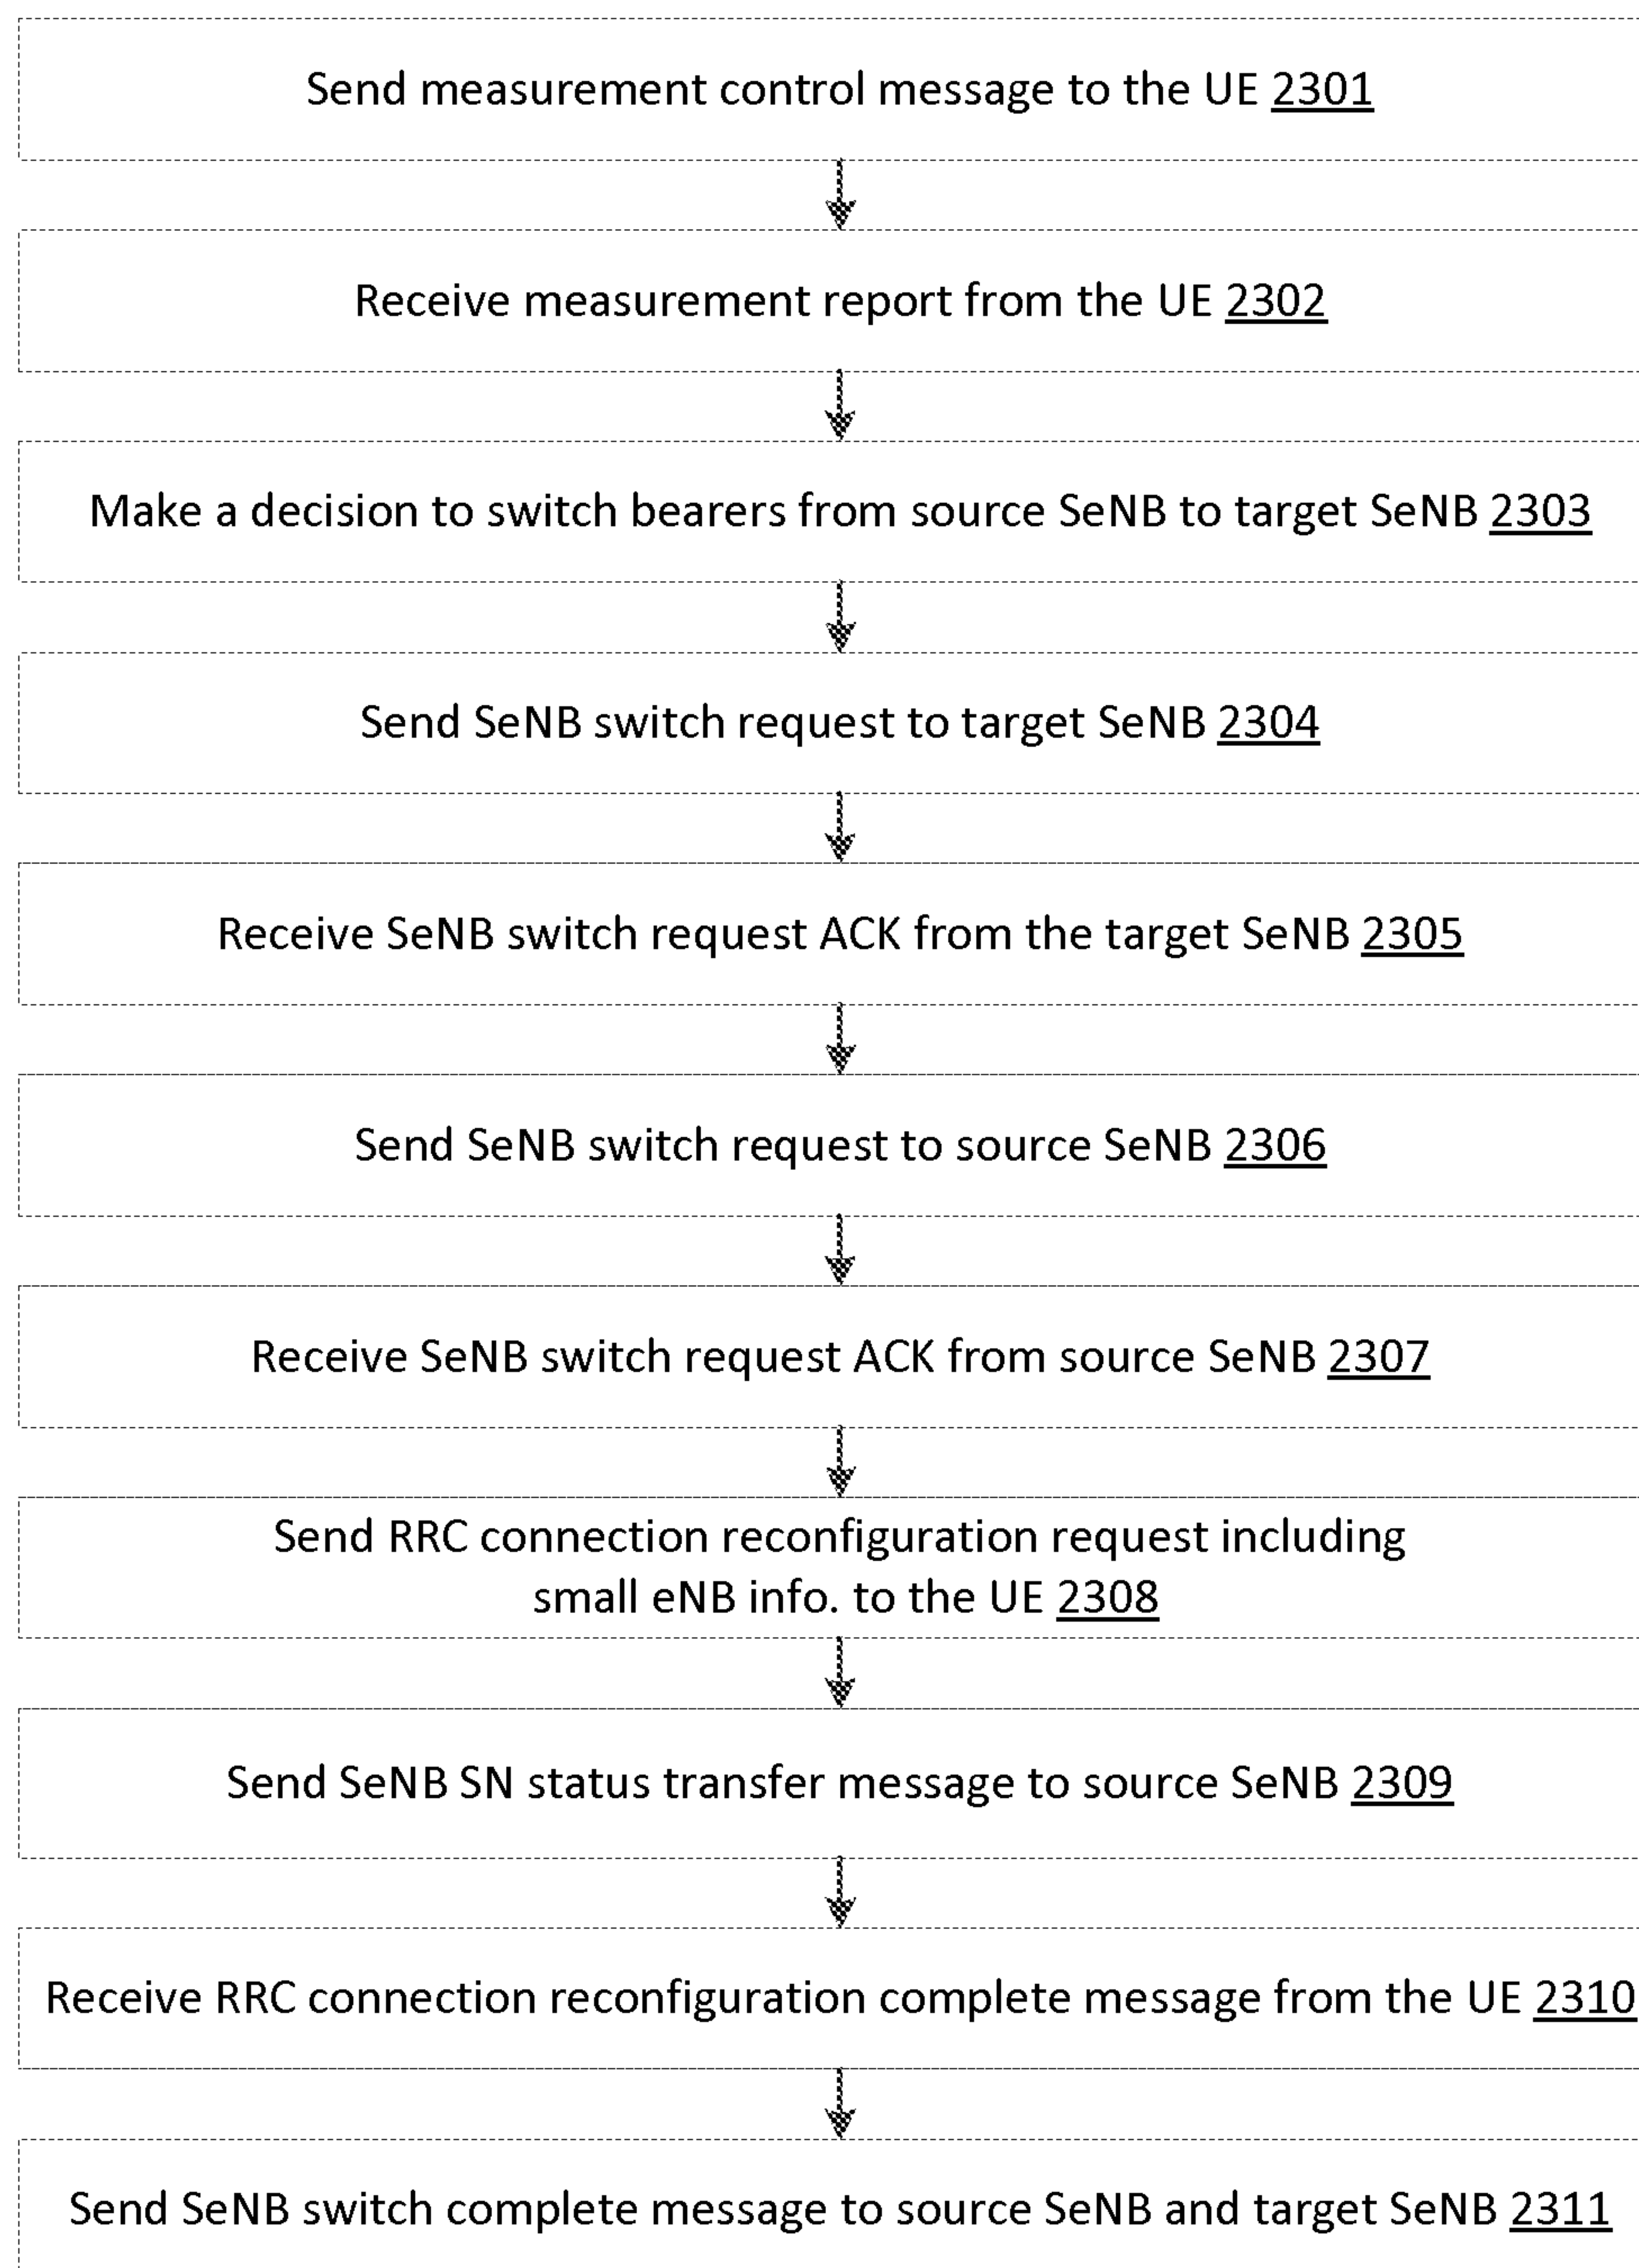 Send measurement control message to the UE 2301
Receive measurement report from the UE 2302
Make a decision to switch bearers from source SeNB to target SeNB 2303
Send SeNB switch request to target SeNB 2304
Receive SeNB switch request ACK from the target SeNB 2305
Send SeNB switch request to source SeNB 2306
Receive SeNB switch request ACK from source SeNB 2307
Send RRC connection reconfiguration request including
small eNB info. to the UE 2308
Send SeNB SN status transfer message to source SeNB 2309
Receive RRC connection reconfiguration complete message from the UE 2310
Send SeNB switch complete message to source SeNB and target SeNB 2311